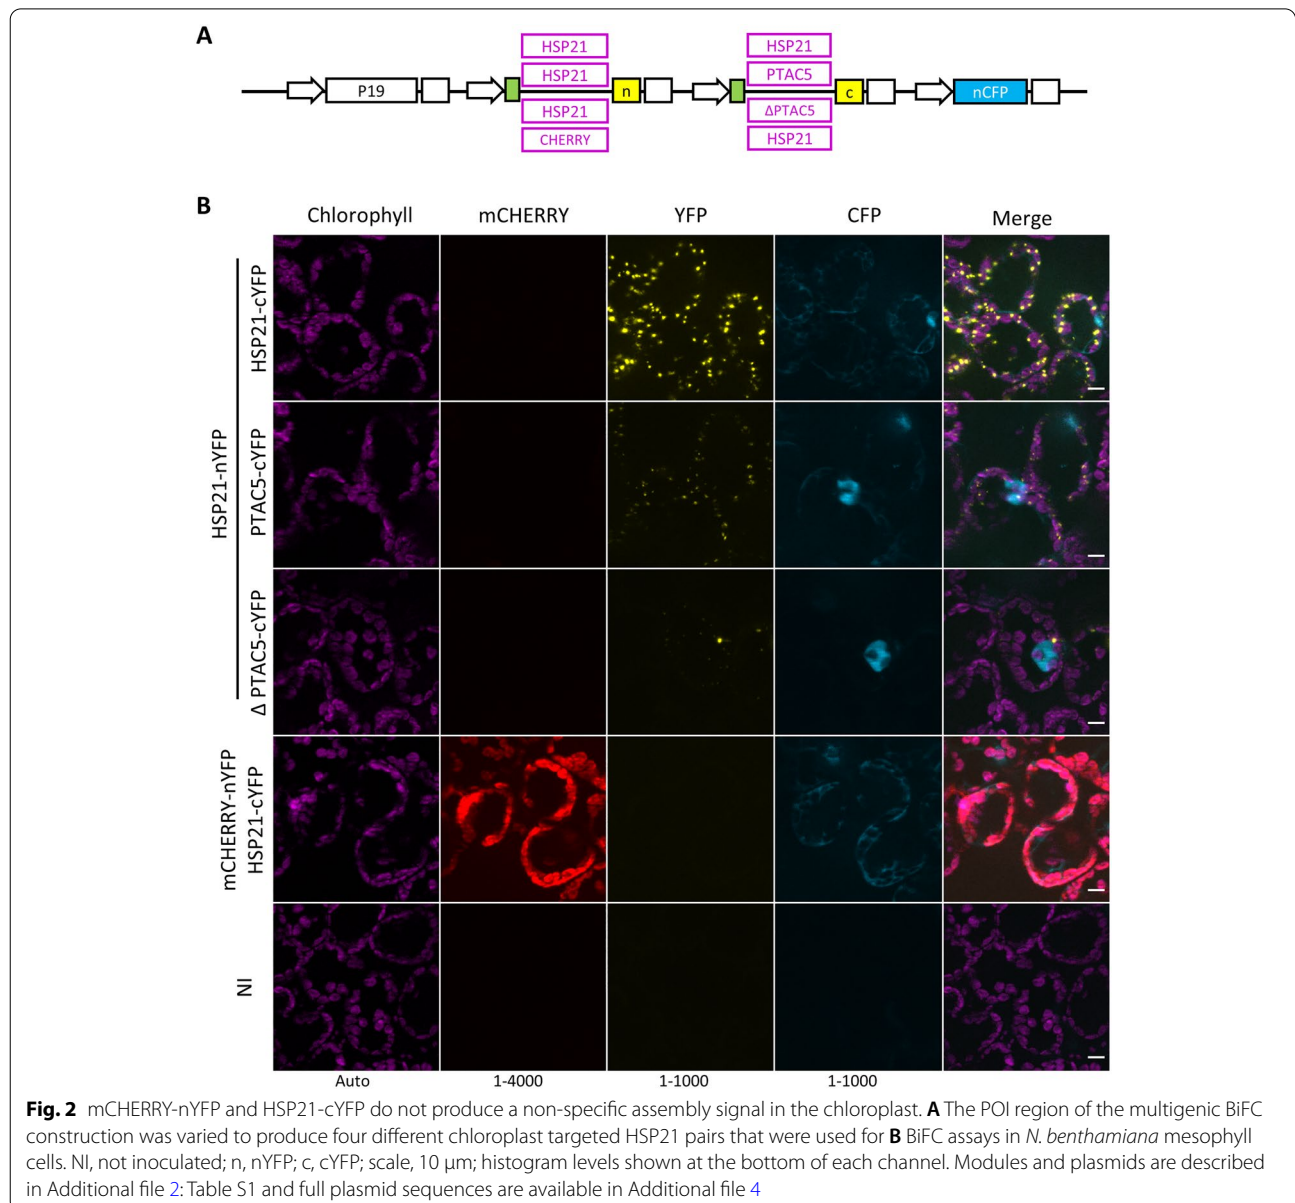 A
HSP21 HSP21
HSP21 PTAC5
P19 n c nCFP
HSP21 ΔPTAC5
CHERRY HSP21
B
Chlorophyll mCHERRY YFP CFP Merge
HSP21-nYFP
HSP21-cYFP
PTAC5-cYFP
Δ PTAC5-cYFP
mCHERRY-nYFP
HSP21-cYFP
NI
Auto 1-4000 1-1000 1-1000
Fig. 2 mCHERRY-nYFP and HSP21-cYFP do not produce a non-specific assembly signal in the chloroplast. A The POI region of the multigenic BiFC
construction was varied to produce four different chloroplast targeted HSP21 pairs that were used for B BiFC assays in N. benthamiana mesophyll
cells. NI, not inoculated; n, nYFP; c, cYFP; scale, 10 μm; histogram levels shown at the bottom of each channel. Modules and plasmids are described
in Additional file 2: Table S1 and full plasmid sequences are available in Additional file 4